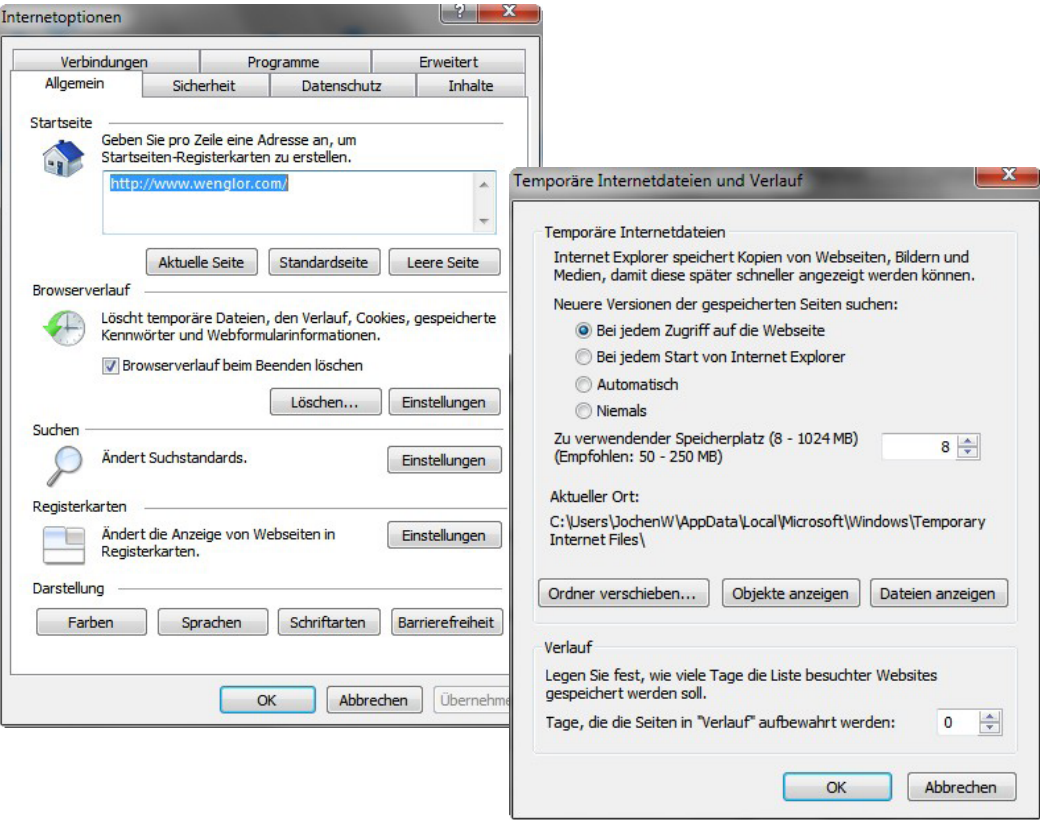 Internetoptionen
?
X
Verbindungen
Programme
Erweitert
Allgemein
Sicherheit
Datenschutz
Inhalte
Startseite
Geben Sie pro Zeile eine Adresse an, um
Startseiten-Registerkarten zu erstellen.
http://www.wenglor.com/
Aktuelle Seite
Standardseite
Leere Seite
Browserverlauf
Löscht temporäre Dateien, den Verlauf, Cookies, gespeicherte
Kennwörter und Webformularinformationen.
Browserverlauf beim Beenden löschen
Löschen...
Einstellungen
Suchen
Ändert Suchstandards.
Einstellungen
Registerkarten
Ändert die Anzeige von Webseiten in
Registerkarten.
Einstellungen
Darstellung
Farben
Sprachen
Schriftarten
Barrierefreiheit
OK
Abbrechen
Übernehme
Temporäre Internetdateien und Verlauf
X
Temporäre Internetdateien
Internet Explorer speichert Kopien von Webseiten, Bildern und
Medien, damit diese später schneller angezeigt werden können.
Neuere Versionen der gespeicherten Seiten suchen:
Bei jedem Zugriff auf die Webseite
Bei jedem Start von Internet Explorer
Automatisch
Niemals
Zu verwendender Speicherplatz (8 - 1024 MB)
(Empfohlen: 50 - 250 MB)
8
Aktueller Ort:
C:\Users\JochenW\AppData\Local\Microsoft\Windows\Temporary
Internet Files\
Ordner verschieben...
Objekte anzeigen
Dateien anzeigen
Verlauf
Legen Sie fest, wie viele Tage die Liste besuchter Websites
gespeichert werden soll.
Tage, die die Seiten in "Verlauf" aufbewahrt werden:
0
OK
Abbrechen